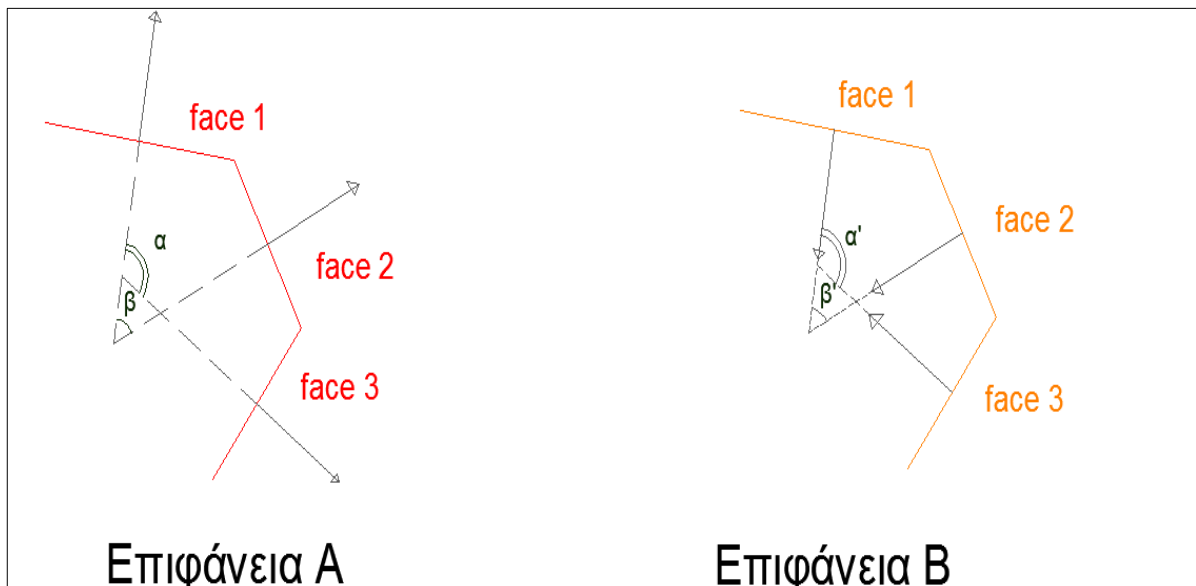 face 1
α
face 2
β
face 3
Επιφάνεια Α
face 1
α'
face 2
β'
face 3
Επιφάνεια Β